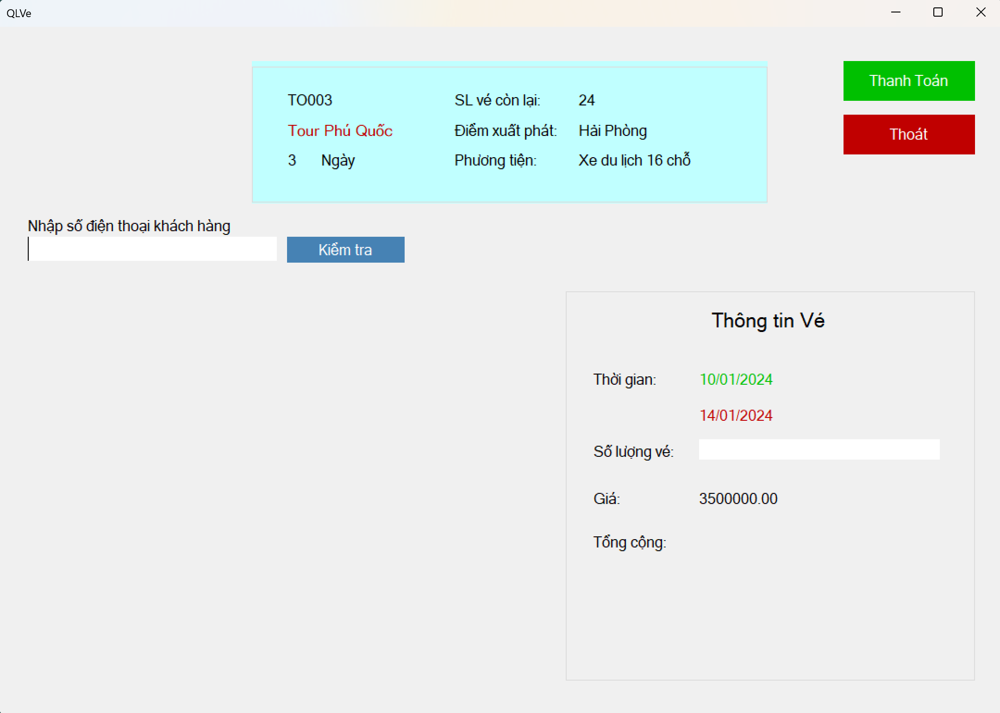 QLVe
TO003 SL vé còn lại: 24
Tour Phú Quốc Điểm xuất phát: Hải Phòng
3 Ngày Phương tiện: Xe du lịch 16 chỗ
Thanh Toán
Thoát
Nhập số điện thoại khách hàng
Kiểm tra
Thông tin Vé
Thời gian: 10/01/2024
14/01/2024
Số lượng vé:
Giá: 3500000.00
Tổng cộng: